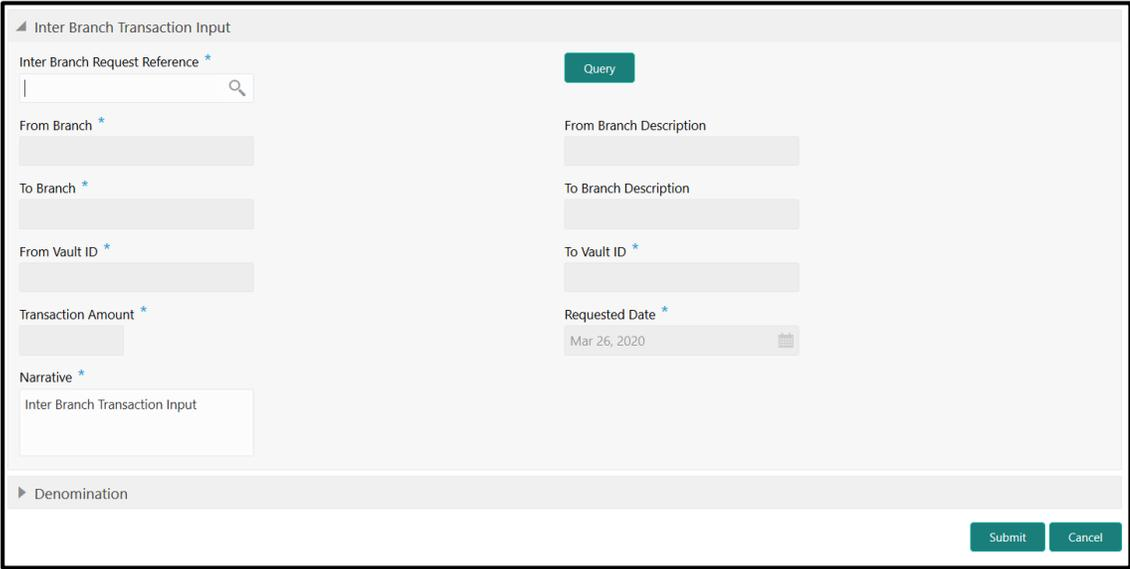 Inter Branch Transaction Input
Inter Branch Request Reference *
Query
From Branch *
From Branch Description
To Branch *
To Branch Description
From Vault ID *
To Vault ID *
Transaction Amount *
Requested Date *
Mar 26, 2020
Narrative *
Inter Branch Transaction Input
Denomination
Submit
Cancel